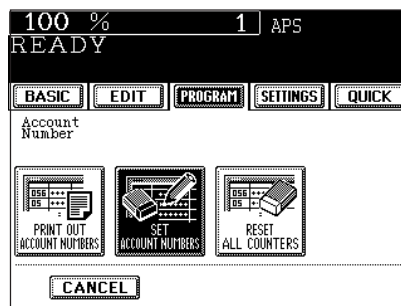 100 % 1 APS
READY
BASIC EDIT PROGRAM SETTINGS QUICK
Account
Number
PRINT OUT
ACCOUNT NUMBERS
SET
ACCOUNT NUMBERS
RESET
ALL COUNTERS
CANCEL